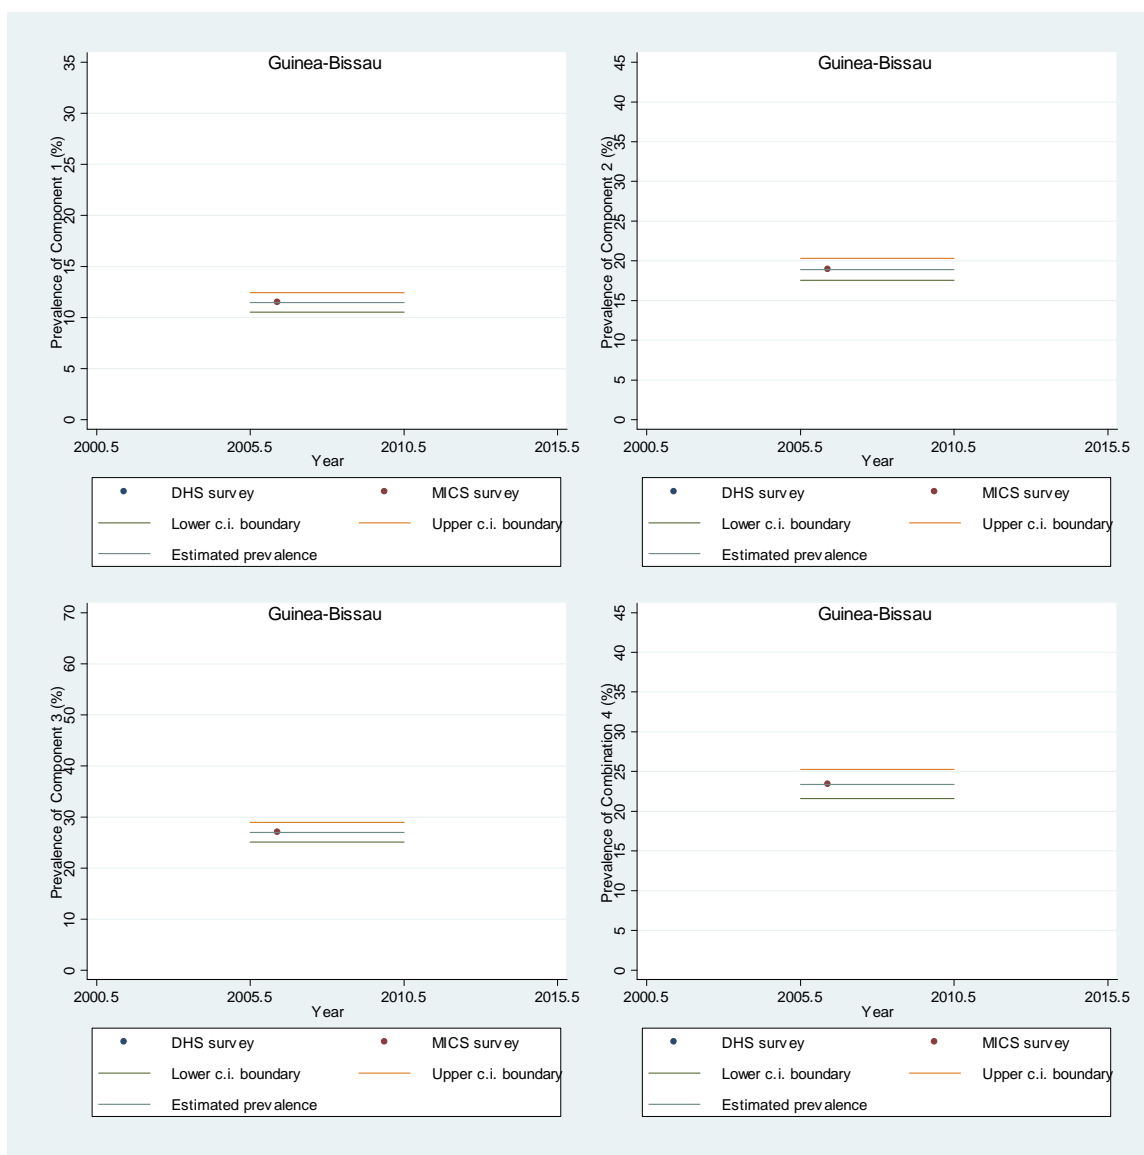 Guinea-Bissau
Prevalence of Component 1 (%)
35
30
25
20
15
10
5
0
2000.5 2005.5 2010.5 2015.5
Year
DHS survey MICS survey
Lower c.i. boundary Upper c.i. boundary
Estimated prevalence
Guinea-Bissau
Prevalence of Component 2 (%)
45
40
35
30
25
20
15
10
5
0
2000.5 2005.5 2010.5 2015.5
Year
DHS survey MICS survey
Lower c.i. boundary Upper c.i. boundary
Estimated prevalence
Guinea-Bissau
Prevalence of Component 3 (%)
70
60
50
40
30
20
10
0
2000.5 2005.5 2010.5 2015.5
Year
DHS survey MICS survey
Lower c.i. boundary Upper c.i. boundary
Estimated prevalence
Guinea-Bissau
Prevalence of Combination 4 (%)
45
40
35
30
25
20
15
10
5
0
2000.5 2005.5 2010.5 2015.5
Year
DHS survey MICS survey
Lower c.i. boundary Upper c.i. boundary
Estimated prevalence